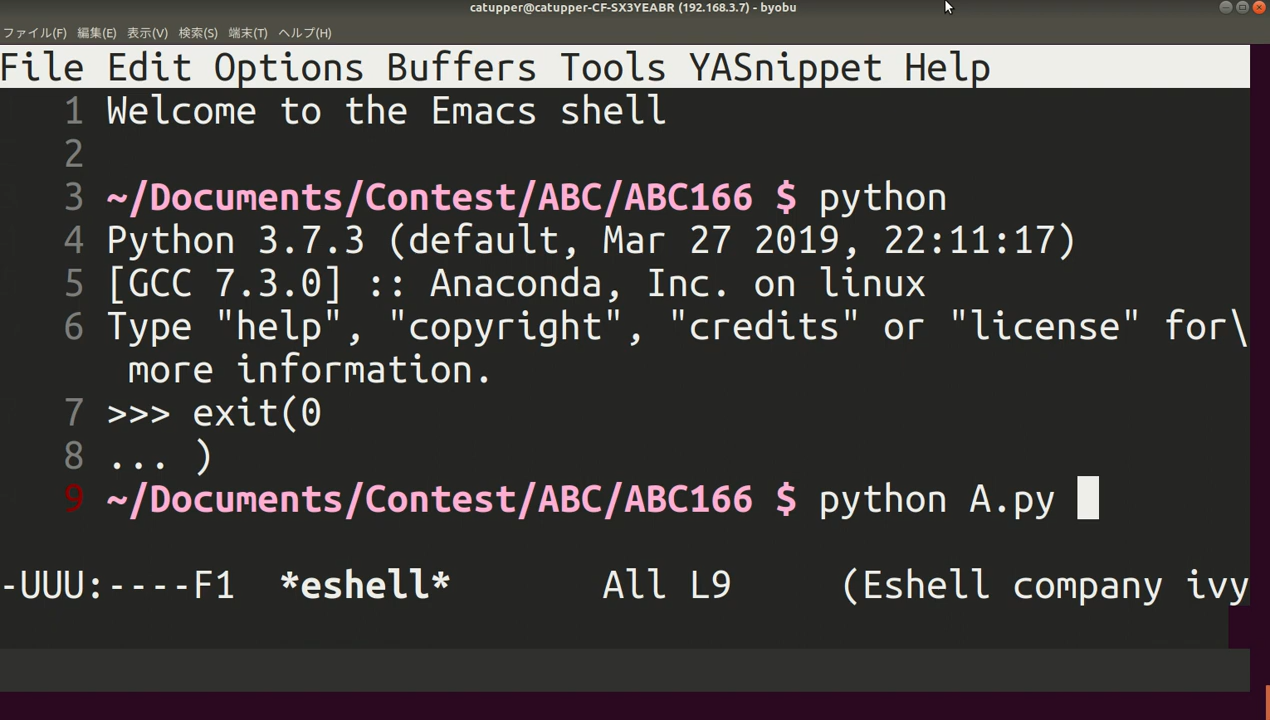 catupper@catupper-CF-SX3YEABR (192.168.3.7) - byobu
ファイル(F) 編集(E) 表示(V) 検索(S) 端末(T) ヘルプ(H)
File Edit Options Buffers Tools YASnippet Help
1 Welcome to the Emacs shell
2
3 ~/Documents/Contest/ABC/ABC166 $ python
4 Python 3.7.3 (default, Mar 27 2019, 22:11:17)
5 [GCC 7.3.0] :: Anaconda, Inc. on linux
6 Type "help", "copyright", "credits" or "license" for\
more information.
7 >>> exit(0
8 ... )
9 ~/Documents/Contest/ABC/ABC166 $ python A.py
-UUU:----F1 *eshell* All L9 (Eshell company ivy